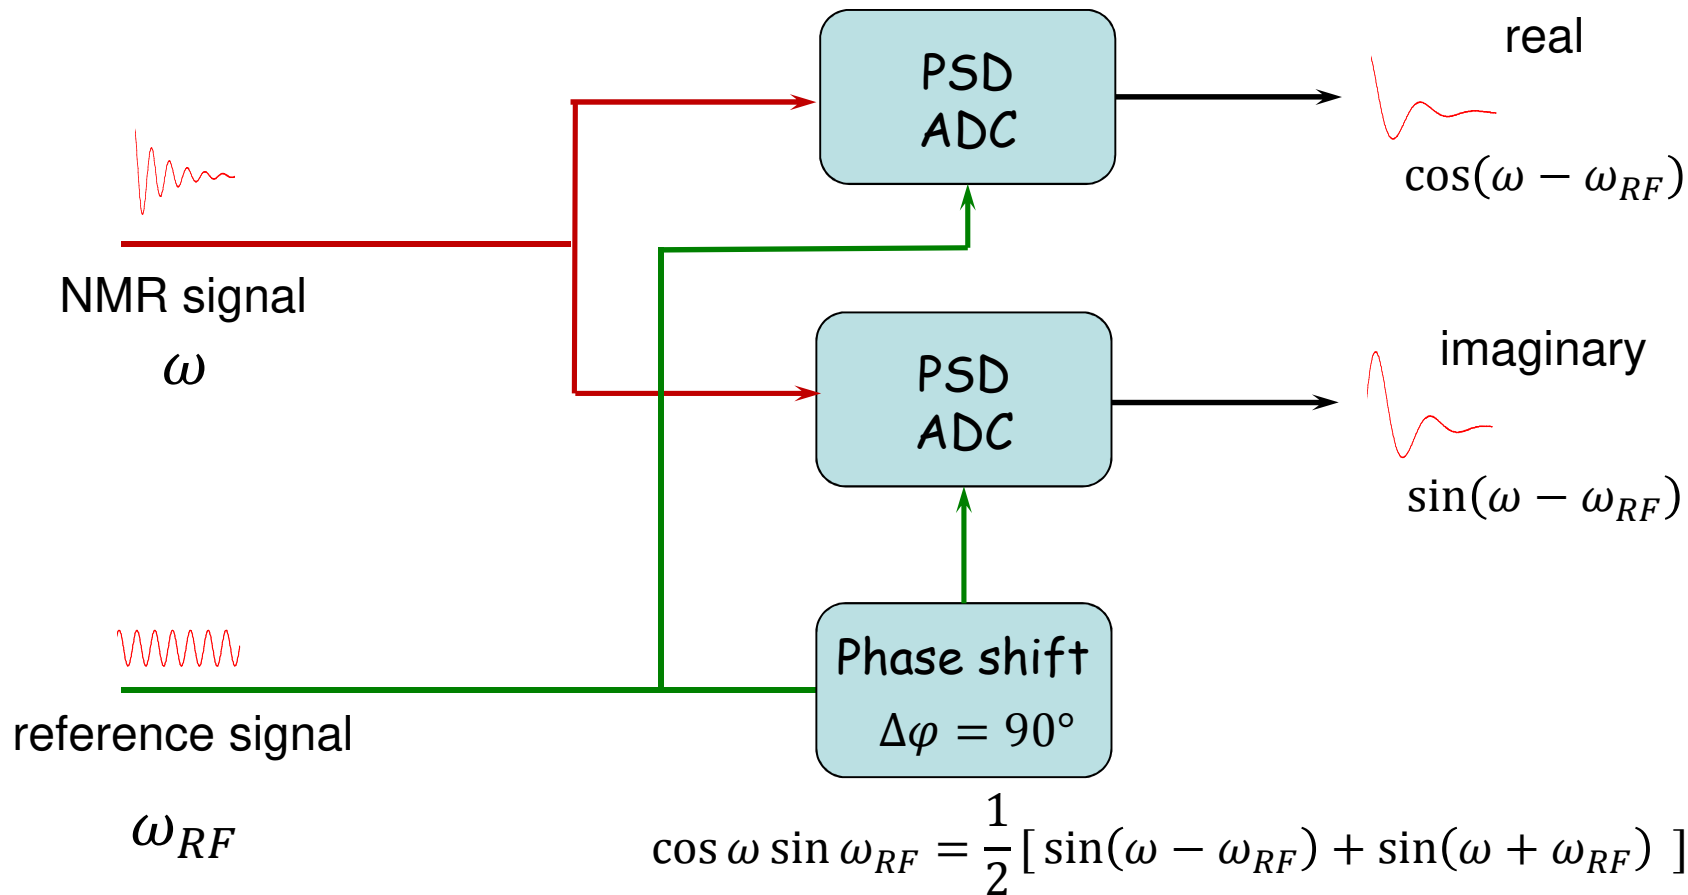 real
PSD
ADC
cos(ω − ω_RF)
NMR signal
ω
imaginary
PSD
ADC
sin(ω − ω_RF)
Phase shift
Δφ = 90°
reference signal
ω_RF
cos ω sin ω_RF = 1/2 [ sin(ω − ω_RF) + sin(ω + ω_RF) ]